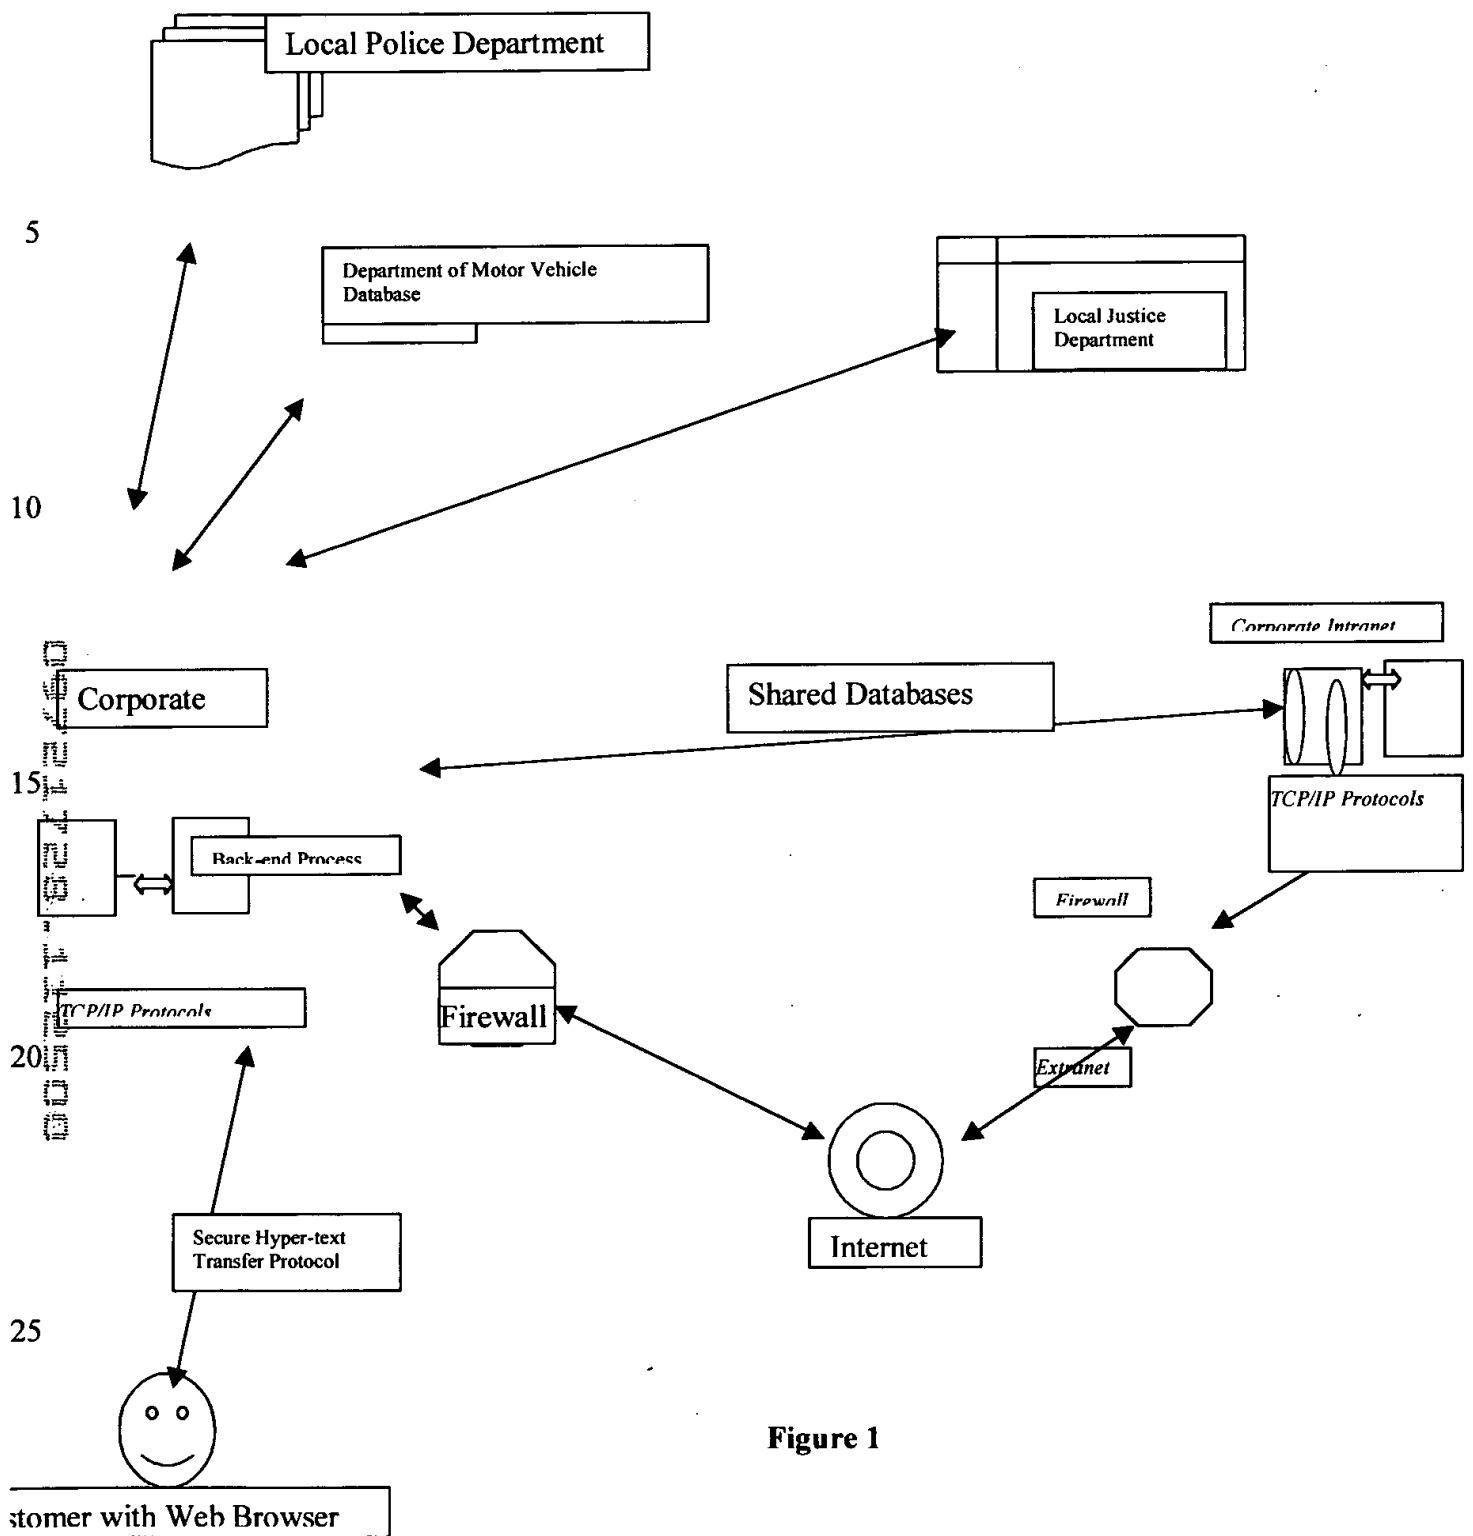 Local Police Department
5
Department of Motor Vehicle
Database
Local Justice
Department
10
Corporate Intranet
Corporate
Shared Databases
15
TCP/IP Protocols
Back-end Process
Firewall
TCP/IP Protocols
Firewall
20
Extranet
Secure Hyper-text
Transfer Protocol
Internet
25
Figure 1
stomer with Web Browser